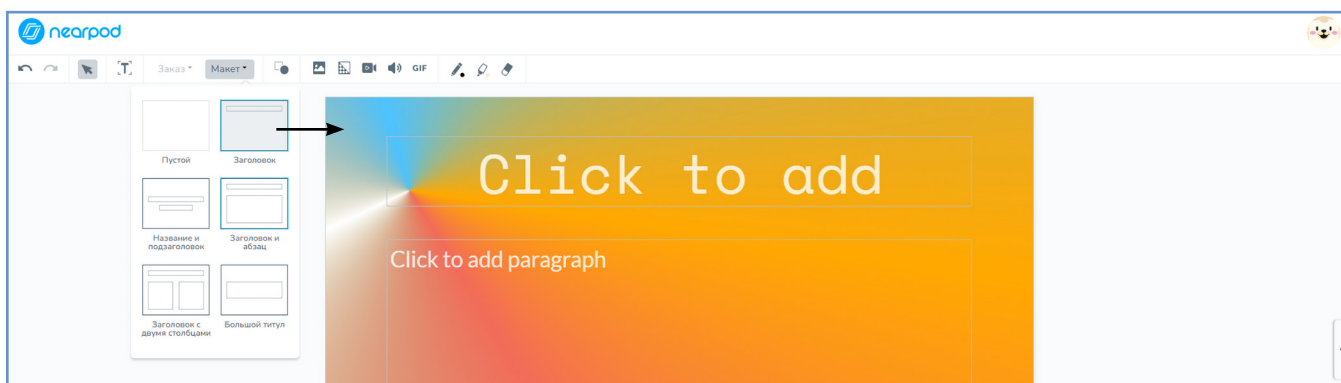 nearpod
T
Заказ
Макет
GIF
Пустой
Заголовок
Название и
подзаголовок
Заголовок и
абзац
Заголовок с
двумя столбцами
Большой титул
Click to add
Click to add paragraph